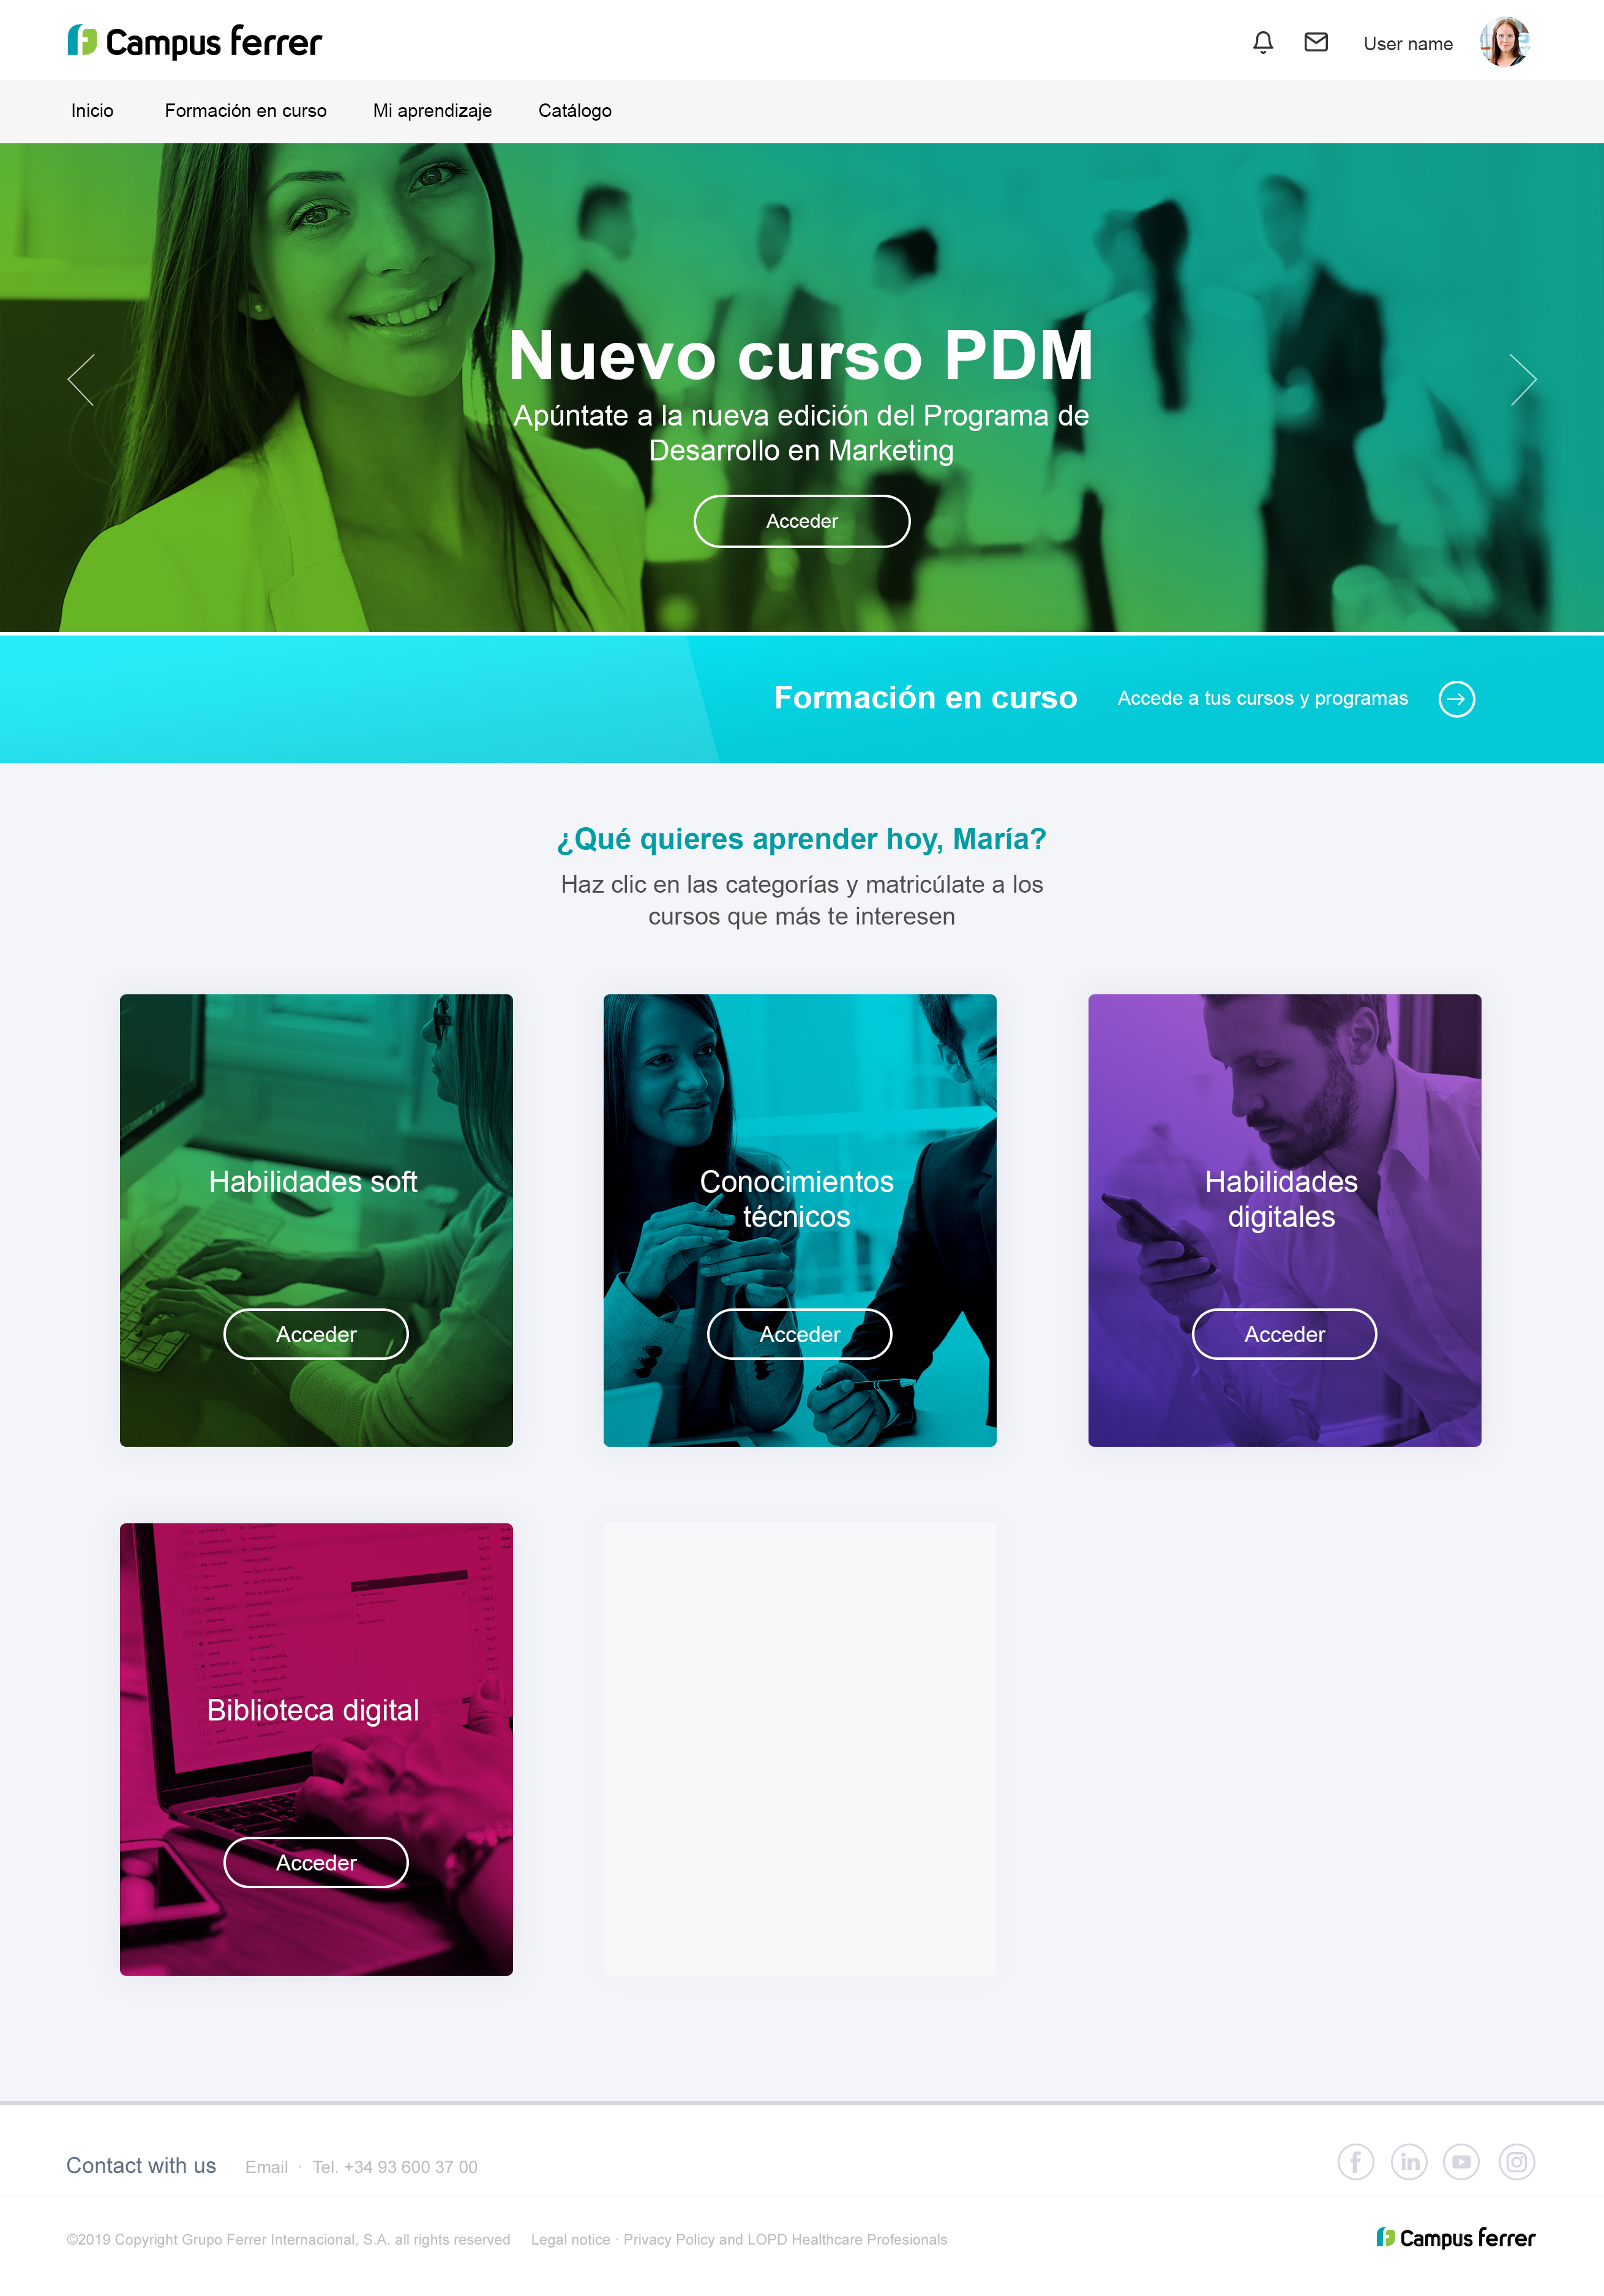 Campus ferrer
User name
Inicio
Formación en curso
Mi aprendizaje
Catálogo
Nuevo curso PDM
Apúntate a la nueva edición del Programa de
Desarrollo en Marketing
Acceder
Formación en curso
Accede a tus cursos y programas
¿Qué quieres aprender hoy, María?
Haz clic en las categorías y matricúlate a los
cursos que más te interesen
Habilidades soft
Acceder
Conocimientos
técnicos
Acceder
Habilidades
digitales
Acceder
Biblioteca digital
Acceder
Contact with us
Email · Tel. +34 93 600 37 00
©2019 Copyright Grupo Ferrer Internacional, S.A. all rights reserved
Legal notice · Privacy Policy and LOPD Healthcare Profesionals
Campus ferrer